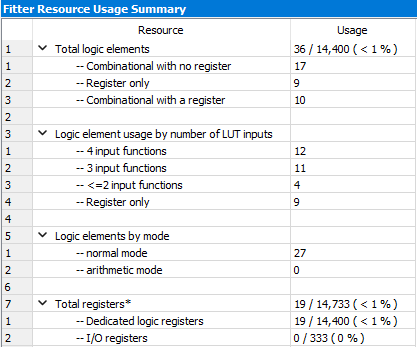 Fitter Resource Usage Summary
Resource Usage
1 Total logic elements 36 / 14,400 ( < 1 % )
1 -- Combinational with no register 17
2 -- Register only 9
3 -- Combinational with a register 10
2
3 Logic element usage by number of LUT inputs
1 -- 4 input functions 12
2 -- 3 input functions 11
3 -- <=2 input functions 4
4 -- Register only 9
4
5 Logic elements by mode
1 -- normal mode 27
2 -- arithmetic mode 0
6
7 Total registers* 19 / 14,733 ( < 1 % )
1 -- Dedicated logic registers 19 / 14,400 ( < 1 % )
2 -- I/O registers 0 / 333 ( 0 % )